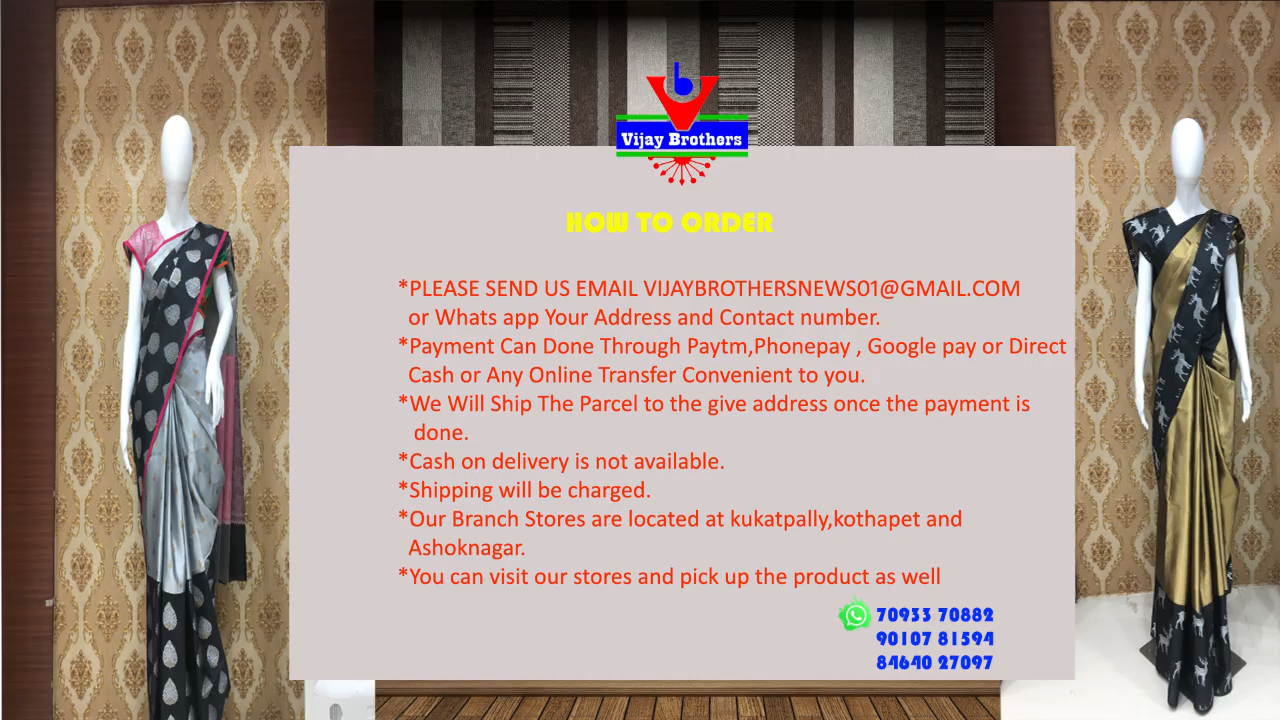 b
Vijay Brothers
HOW TO ORDER
*PLEASE SEND US EMAIL VIJAYBROTHERSNEWS01@GMAIL.COM
or Whats app Your Address and Contact number.
*Payment Can Done Through Paytm,Phonepay , Google pay or Direct
Cash or Any Online Transfer Convenient to you.
*We Will Ship The Parcel to the give address once the payment is
done.
*Cash on delivery is not available.
*Shipping will be charged.
*Our Branch Stores are located at kukatpally,kothapet and
Ashoknagar.
*You can visit our stores and pick up the product as well
70933 70882
90107 81594
84640 27097